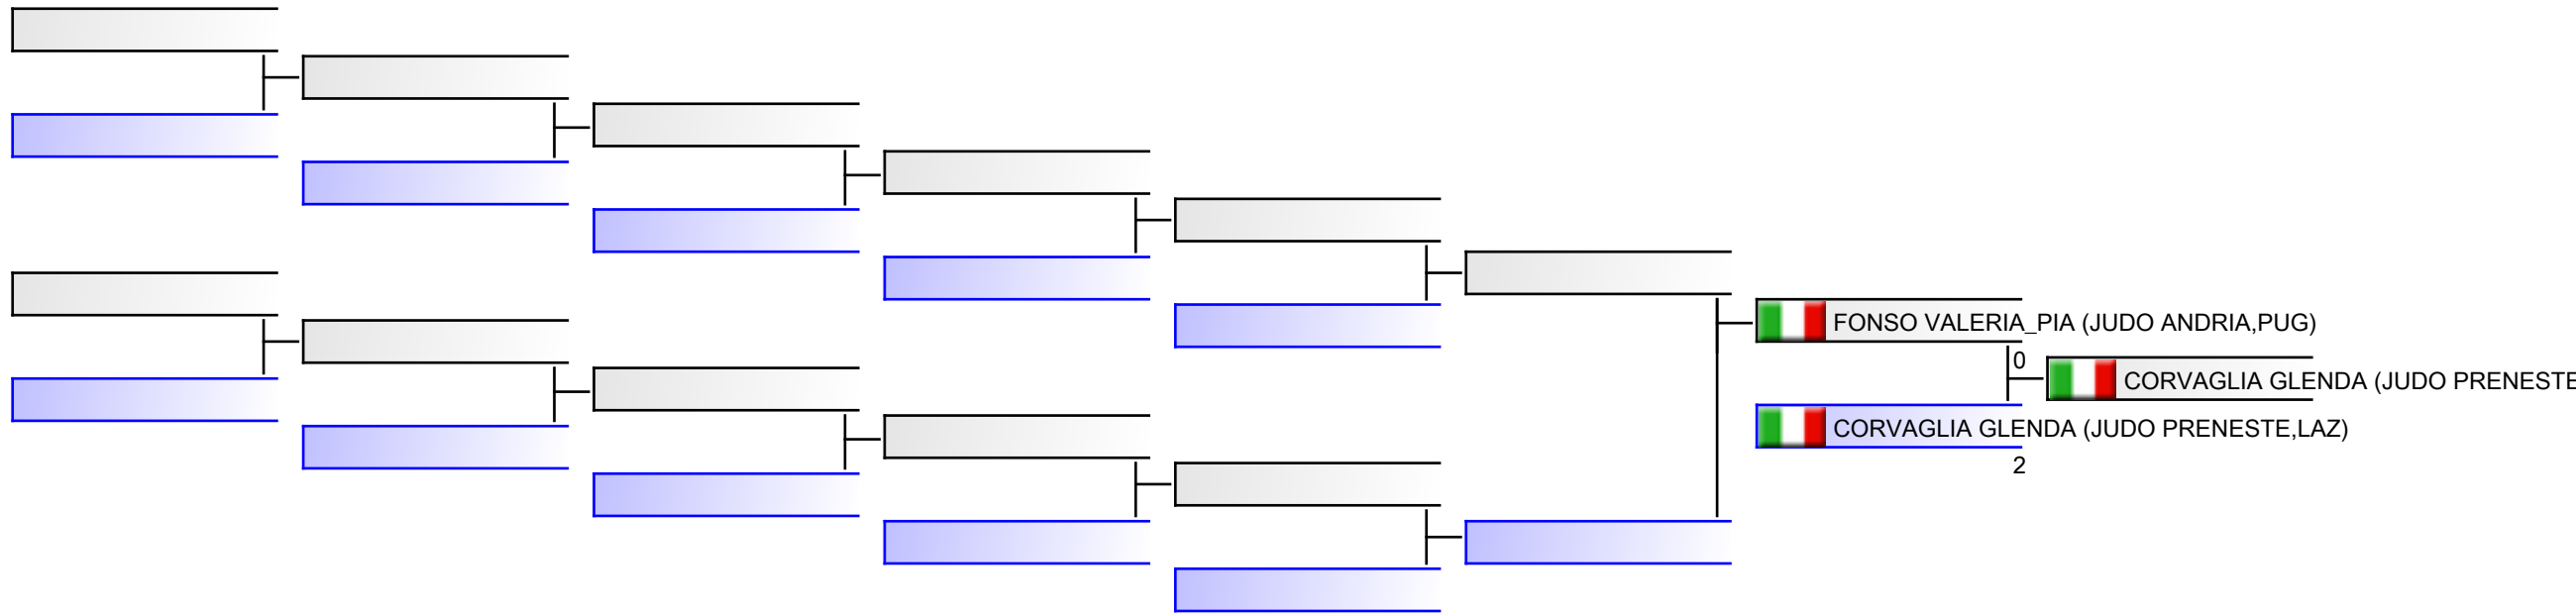 FONSO VALERIA_PIA (JUDO ANDRIA,PUG)
0
CORVAGLIA GLENDA (JUDO PRENESTE
CORVAGLIA GLENDA (JUDO PRENESTE,LAZ)
2